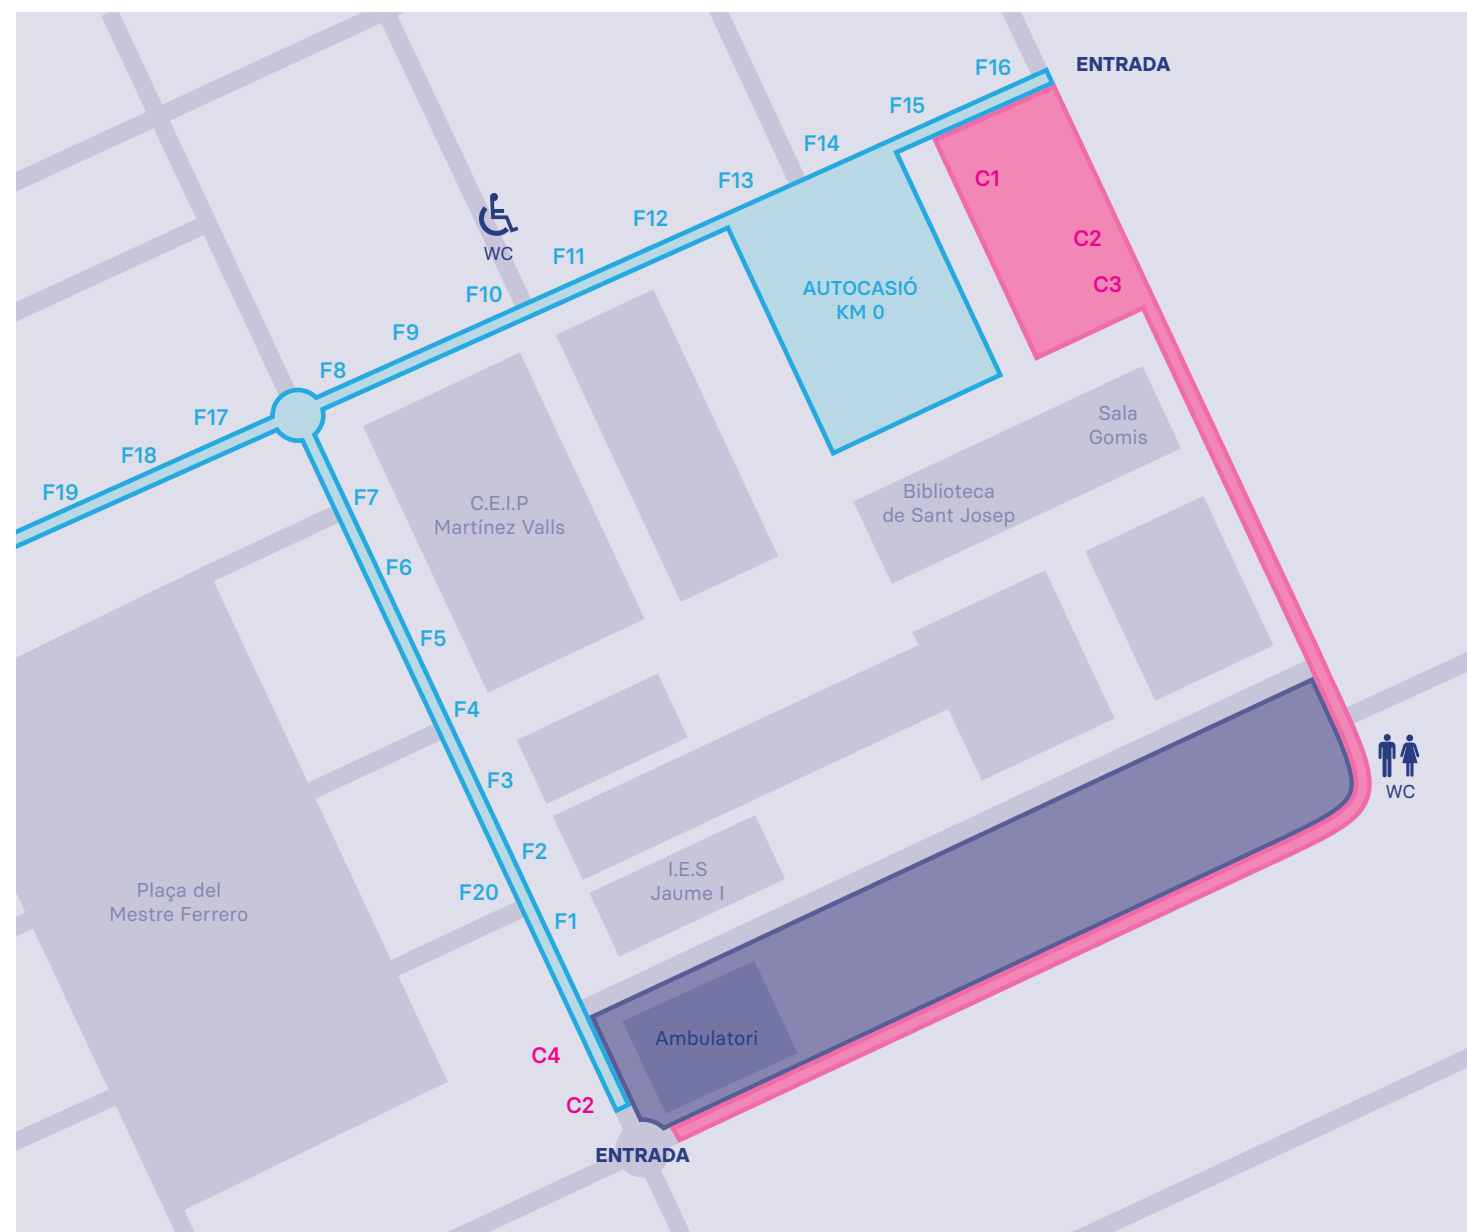 ENTRADA
F16
F15
F14
F13
F12
F11
F10
F9
F8
WC
C1
C2
C3
AUTOCASIÓ
KM 0
F17
F18
F19
F7
F6
F5
F4
F3
F2
F20
F1
Sala
Gomis
Biblioteca
de Sant Josep
C.E.I.P
Martínez Valls
WC
I.E.S
Jaume I
Plaça del
Mestre Ferrero
Ambulatori
C4
C2
ENTRADA